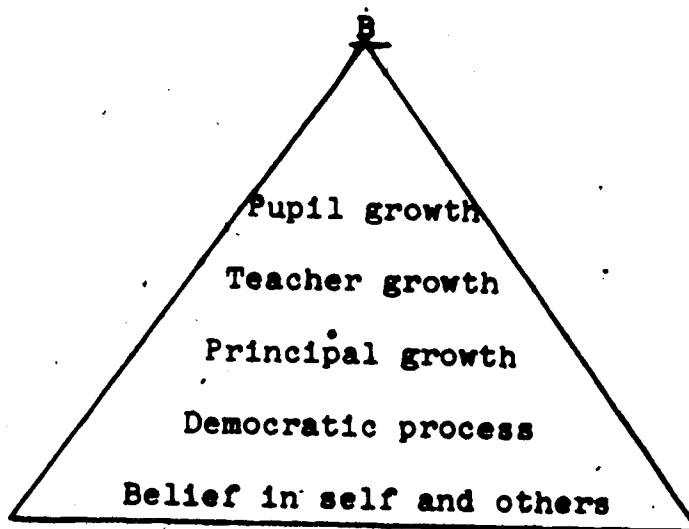 B
Pupil growth
Teacher growth
Principal growth
Democratic process
Belief in self and others